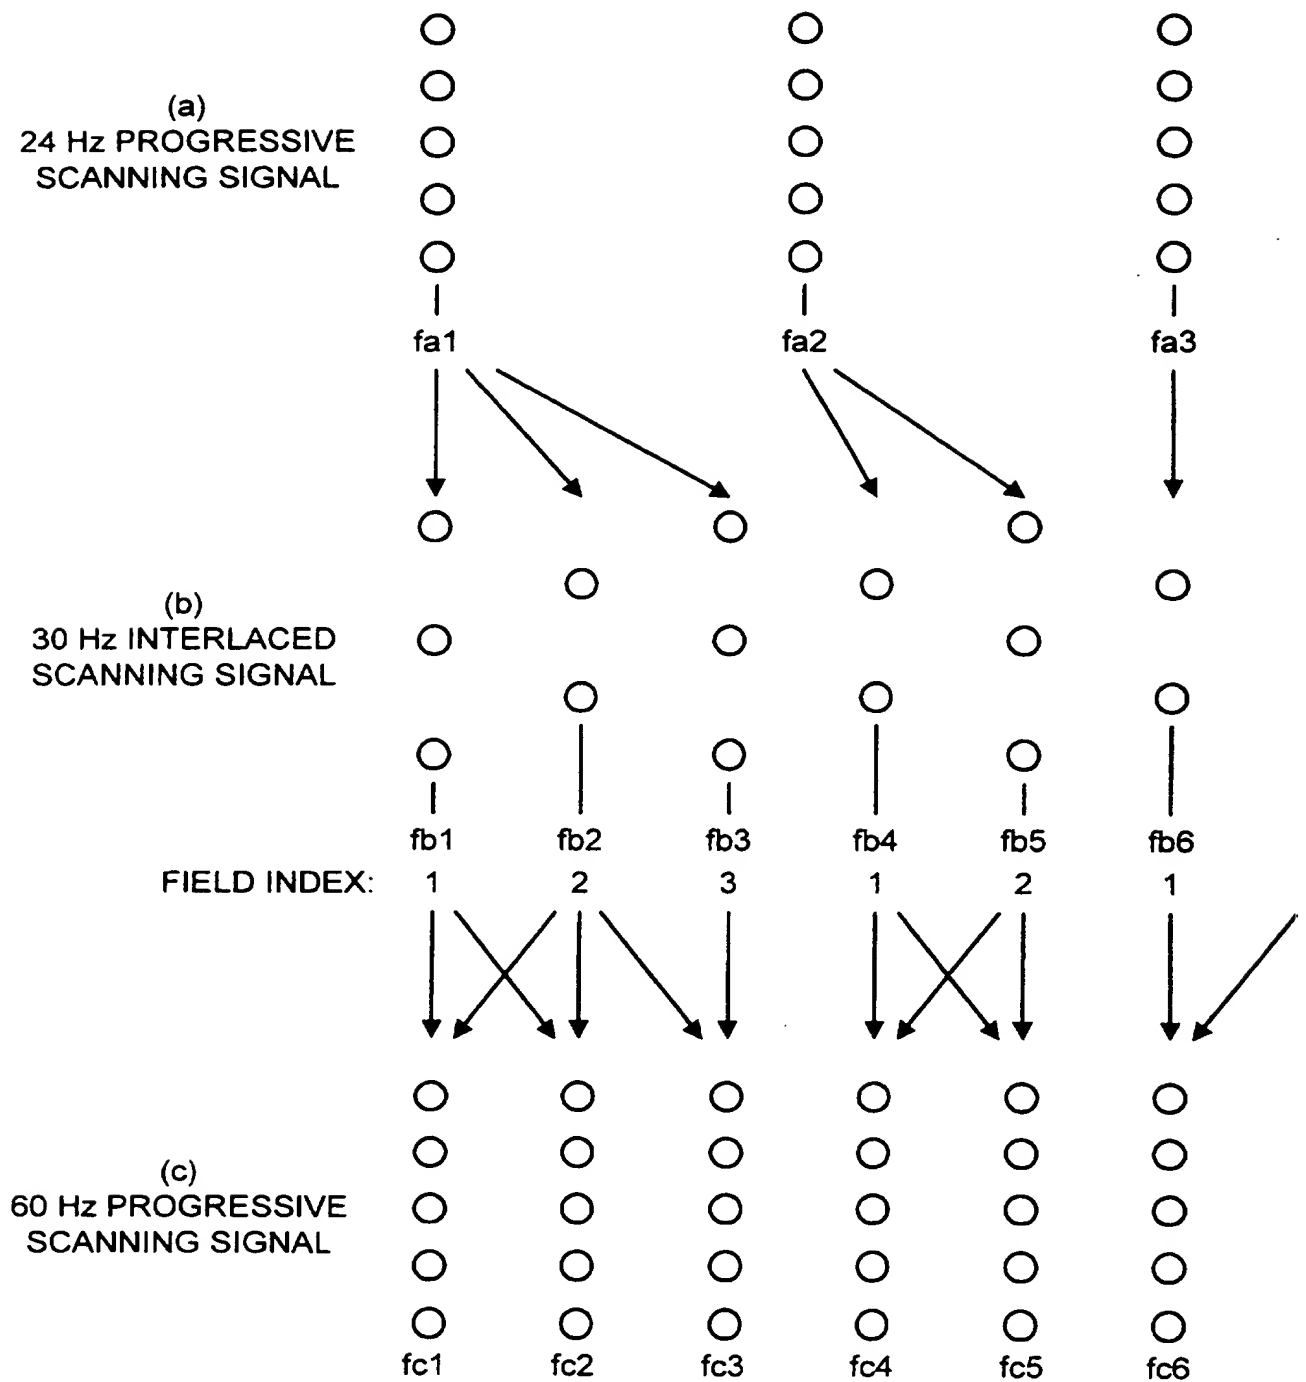 (a)
24 Hz PROGRESSIVE
SCANNING SIGNAL
fa1 fa2 fa3
(b)
30 Hz INTERLACED
SCANNING SIGNAL
fb1 fb2 fb3 fb4 fb5 fb6
FIELD INDEX: 1 2 3 1 2 1
(c)
60 Hz PROGRESSIVE
SCANNING SIGNAL
fc1 fc2 fc3 fc4 fc5 fc6